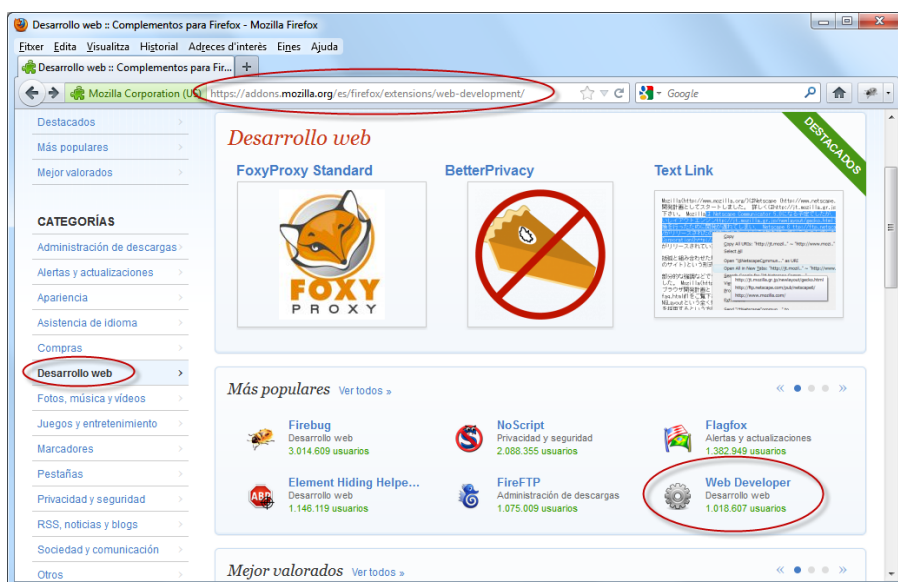 Desarrollo web :: Complementos para Firefox - Mozilla Firefox
Fitxer Edita Visualitza Historial Adreces d'interès Eines Ajuda
Desarrollo web :: Complementos para Fir...
Mozilla Corporation (US) https://addons.mozilla.org/es/firefox/extensions/web-development/ Google
Destacados
Más populares
Mejor valorados
CATEGORÍAS
Administración de descargas
Alertas y actualizaciones
Apariencia
Asistencia de idioma
Compras
Desarrollo web
Fotos, música y vídeos
Juegos y entretenimiento
Marcadores
Pestañas
Privacidad y seguridad
RSS, noticias y blogs
Sociedad y comunicación
Otros
Desarrollo web
DESTACADOS
FoxyProxy Standard
FOXY
PROXY
BetterPrivacy
Text Link
Más populares Ver todos »
Firebug
Desarrollo web
3.014.609 usuarios
NoScript
Privacidad y seguridad
2.088.355 usuarios
Flagfox
Alertas y actualizaciones
1.382.949 usuarios
Element Hiding Helpe...
Desarrollo web
1.146.119 usuarios
FireFTP
Administración de descargas
1.075.009 usuarios
Web Developer
Desarrollo web
1.018.607 usuarios
Mejor valorados Ver todos »